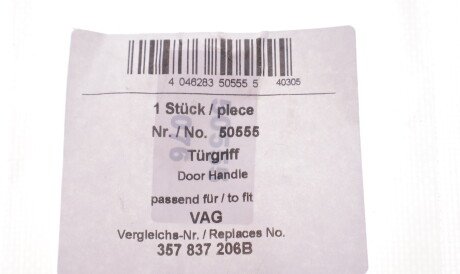 4 046283 50555 5 40305
1 Stück / piece
Nr. / No. 50555
Türgriff
Door Handle
passend für / to fit
VAG
Vergleichs-Nr. / Replaces No.
357 837 206B